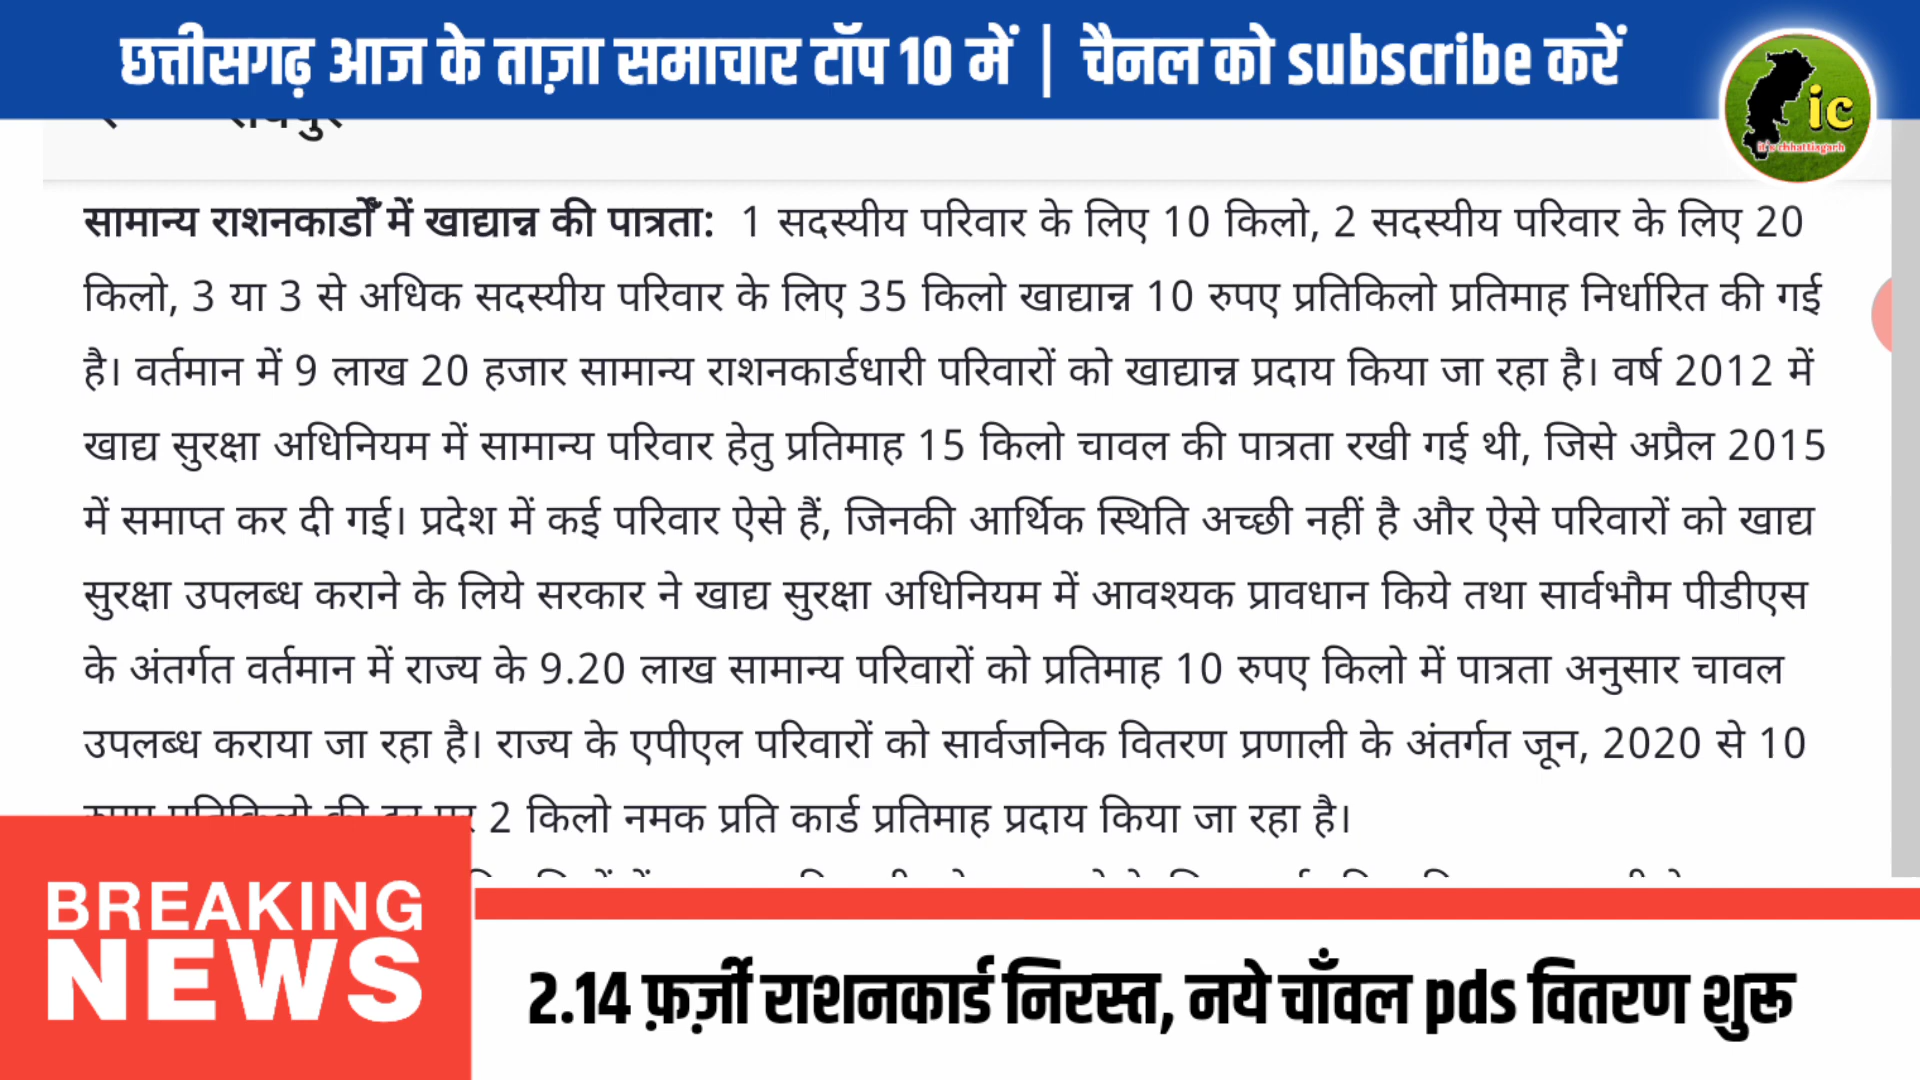 छत्तीसगढ़ आज के ताज़ा समाचार टॉप 10 में | चैनल को subscribe करें
ic
it's chhattisgarh
सामान्य राशनकार्डों में खाद्यान्न की पात्रता: 1 सदस्यीय परिवार के लिए 10 किलो, 2 सदस्यीय परिवार के लिए 20
किलो, 3 या 3 से अधिक सदस्यीय परिवार के लिए 35 किलो खाद्यान्न 10 रुपए प्रतिकिलो प्रतिमाह निर्धारित की गई
है। वर्तमान में 9 लाख 20 हजार सामान्य राशनकार्डधारी परिवारों को खाद्यान्न प्रदाय किया जा रहा है। वर्ष 2012 में
खाद्य सुरक्षा अधिनियम में सामान्य परिवार हेतु प्रतिमाह 15 किलो चावल की पात्रता रखी गई थी, जिसे अप्रैल 2015
में समाप्त कर दी गई। प्रदेश में कई परिवार ऐसे हैं, जिनकी आर्थिक स्थिति अच्छी नहीं है और ऐसे परिवारों को खाद्य
सुरक्षा उपलब्ध कराने के लिये सरकार ने खाद्य सुरक्षा अधिनियम में आवश्यक प्रावधान किये तथा सार्वभौम पीडीएस
के अंतर्गत वर्तमान में राज्य के 9.20 लाख सामान्य परिवारों को प्रतिमाह 10 रुपए किलो में पात्रता अनुसार चावल
उपलब्ध कराया जा रहा है। राज्य के एपीएल परिवारों को सार्वजनिक वितरण प्रणाली के अंतर्गत जून, 2020 से 10
2 किलो नमक प्रति कार्ड प्रतिमाह प्रदाय किया जा रहा है।
BREAKING
NEWS
2.14 फ़र्ज़ी राशनकार्ड निरस्त, नये चाँवल pds वितरण शुरू